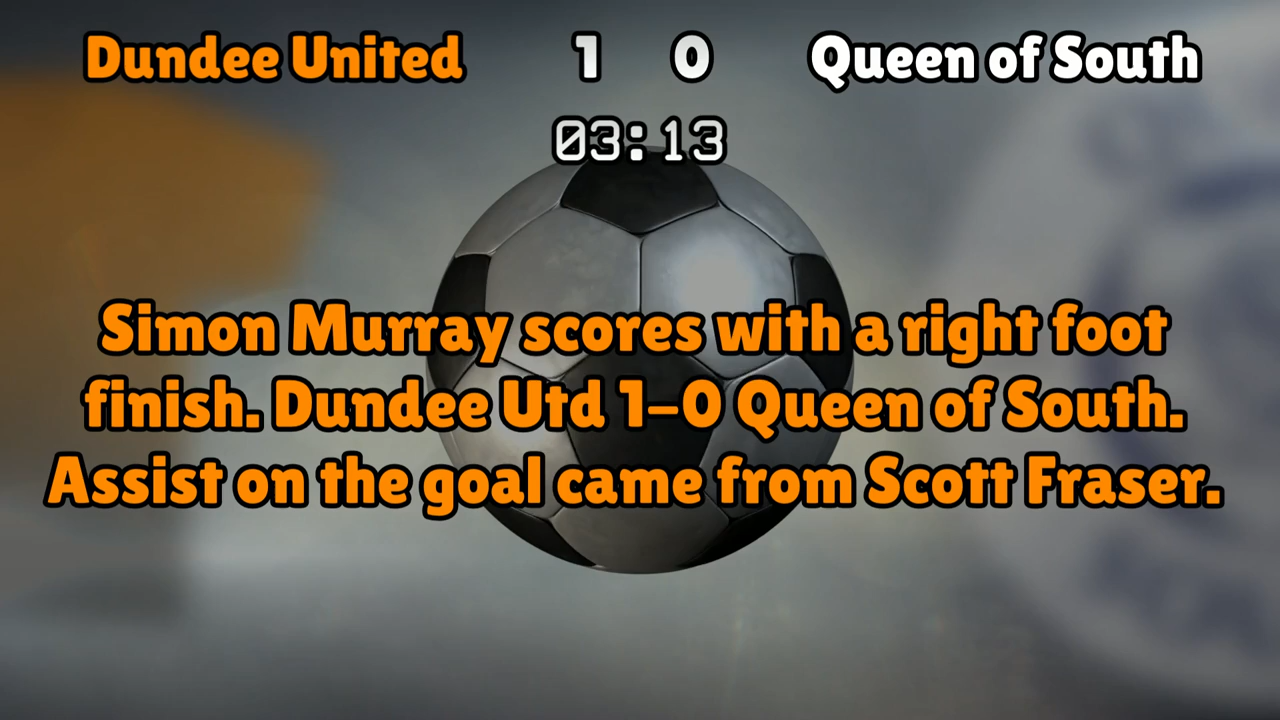 Dundee United 1 0 Queen of South
03:13
Simon Murray scores with a right foot
finish. Dundee Utd 1-0 Queen of South.
Assist on the goal came from Scott Fraser.